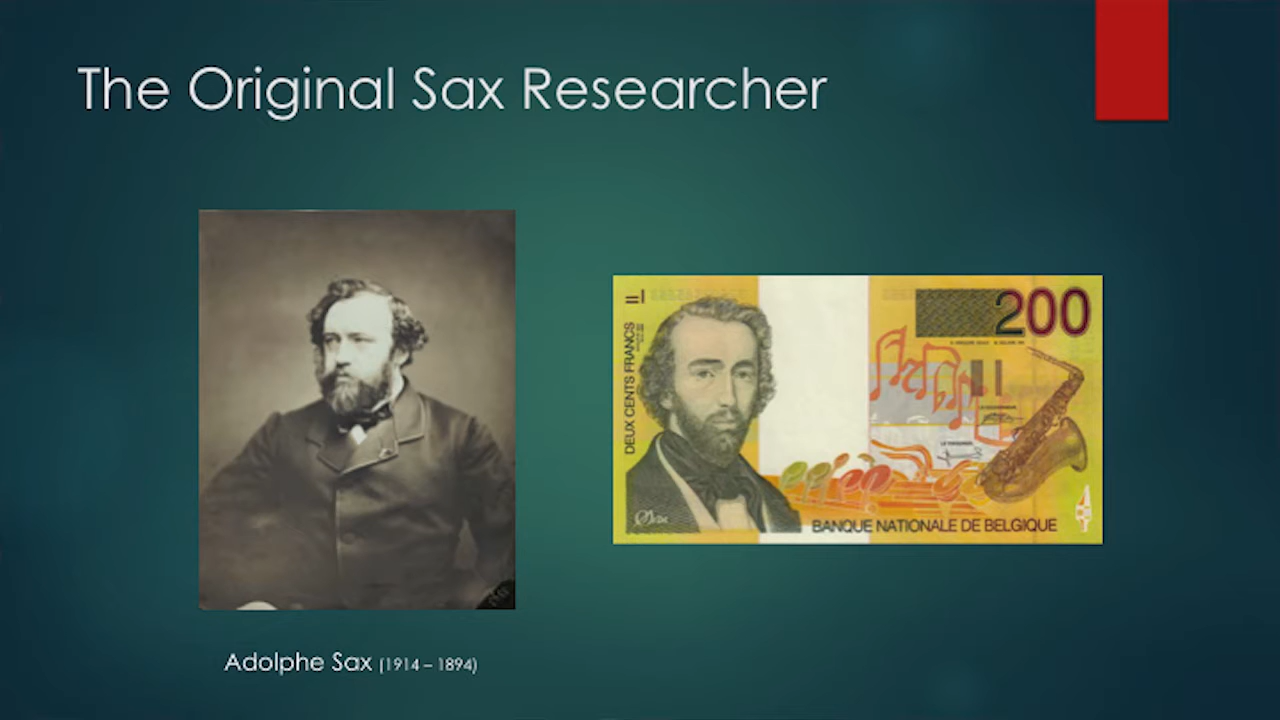 The Original Sax Researcher
DEUX CENTS FRANCS
200
BANQUE NATIONALE DE BELGIQUE
Adolphe Sax (1914 – 1894)